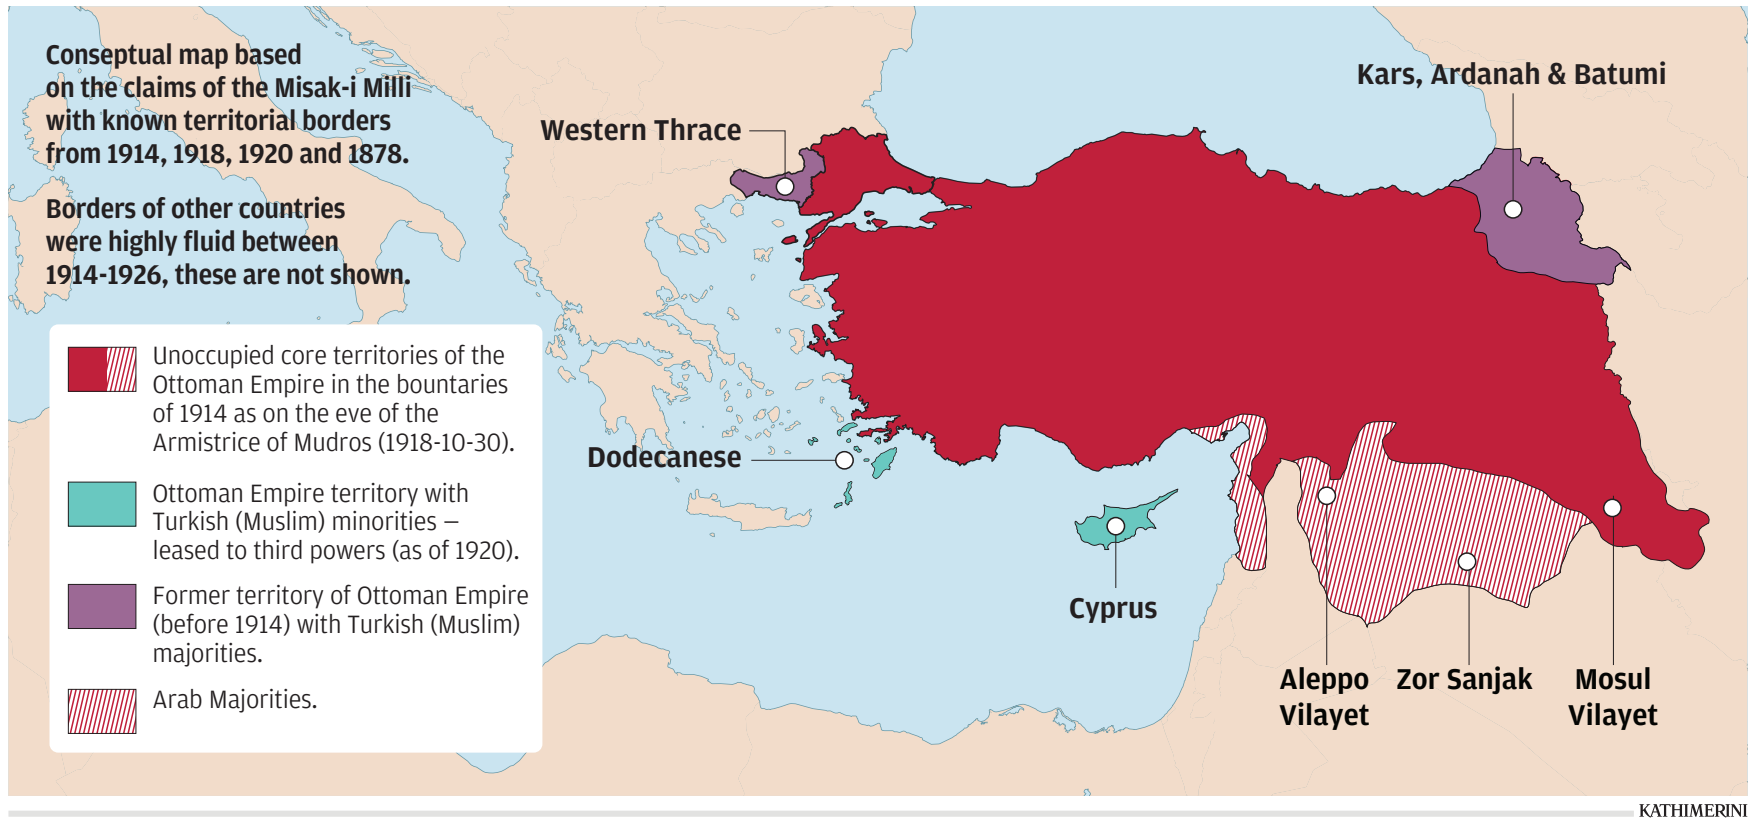 Conseptual map based
on the claims of the Misak-i Milli
with known territorial borders
from 1914, 1918, 1920 and 1878.
Borders of other countries
were highly fluid between
1914-1926, these are not shown.
Unoccupied core territories of the
Ottoman Empire in the bountaries
of 1914 as on the eve of the
Armistrice of Mudros (1918-10-30).
Ottoman Empire territory with
Turkish (Muslim) minorities –
leased to third powers (as of 1920).
Former territory of Ottoman Empire
(before 1914) with Turkish (Muslim)
majorities.
Arab Majorities.
Western Thrace
Kars, Ardanah & Batumi
Dodecanese
Cyprus
Aleppo
Vilayet
Zor Sanjak
Mosul
Vilayet
KATHIMERINI